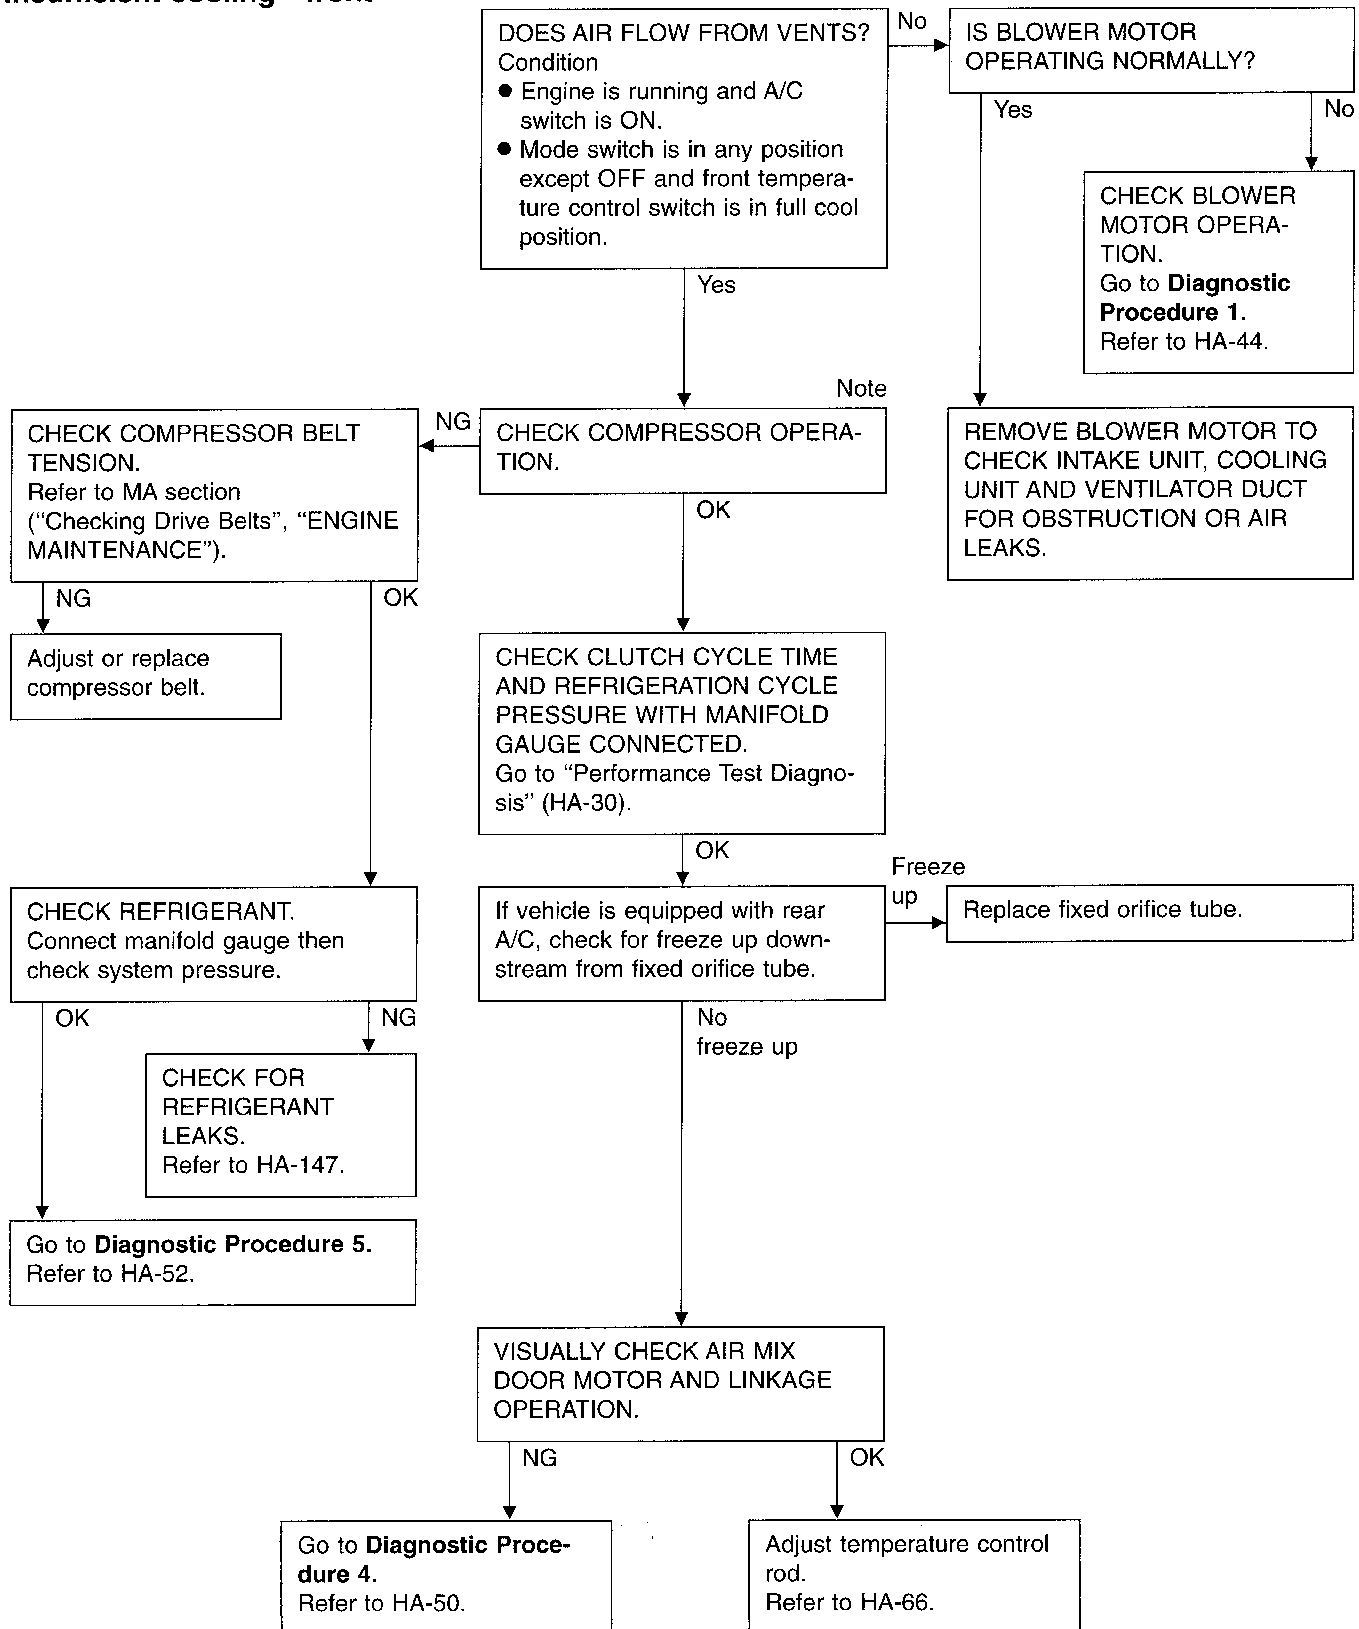 DOES AIR FLOW FROM VENTS?
Condition
● Engine is running and A/C
switch is ON.
● Mode switch is in any position
except OFF and front tempera-
ture control switch is in full cool
position.
No
IS BLOWER MOTOR
OPERATING NORMALLY?
Yes
No
CHECK BLOWER
MOTOR OPERA-
TION.
Go to Diagnostic
Procedure 1.
Refer to HA-44.
Yes
Note
CHECK COMPRESSOR BELT
TENSION.
Refer to MA section
(“Checking Drive Belts”, “ENGINE
MAINTENANCE”).
NG
CHECK COMPRESSOR OPERA-
TION.
REMOVE BLOWER MOTOR TO
CHECK INTAKE UNIT, COOLING
UNIT AND VENTILATOR DUCT
FOR OBSTRUCTION OR AIR
LEAKS.
OK
NG
OK
Adjust or replace
compressor belt.
CHECK CLUTCH CYCLE TIME
AND REFRIGERATION CYCLE
PRESSURE WITH MANIFOLD
GAUGE CONNECTED.
Go to “Performance Test Diagno-
sis” (HA-30).
OK
CHECK REFRIGERANT.
Connect manifold gauge then
check system pressure.
If vehicle is equipped with rear
A/C, check for freeze up down-
stream from fixed orifice tube.
Freeze
up
Replace fixed orifice tube.
OK
NG
No
freeze up
CHECK FOR
REFRIGERANT
LEAKS.
Refer to HA-147.
Go to Diagnostic Procedure 5.
Refer to HA-52.
VISUALLY CHECK AIR MIX
DOOR MOTOR AND LINKAGE
OPERATION.
NG
OK
Go to Diagnostic Proce-
dure 4.
Refer to HA-50.
Adjust temperature control
rod.
Refer to HA-66.